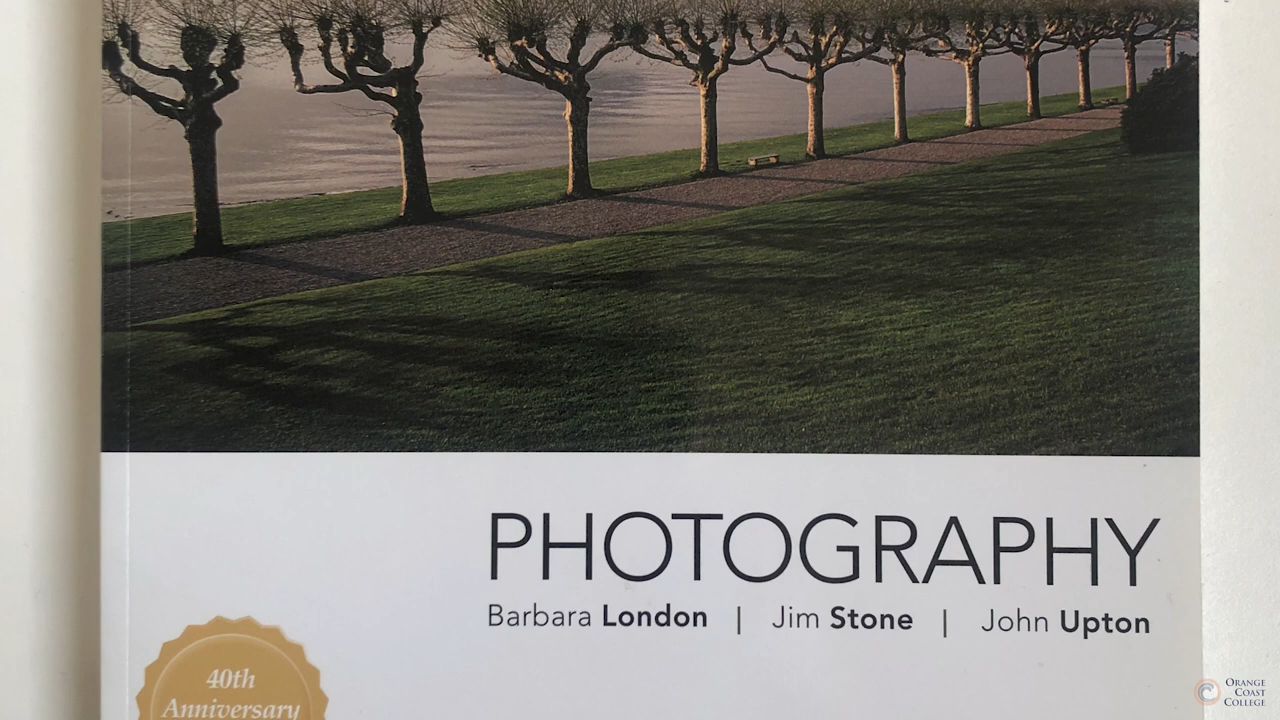 PHOTOGRAPHY
Barbara London | Jim Stone | John Upton
40th
Anniversary
ORANGE
COAST
COLLEGE